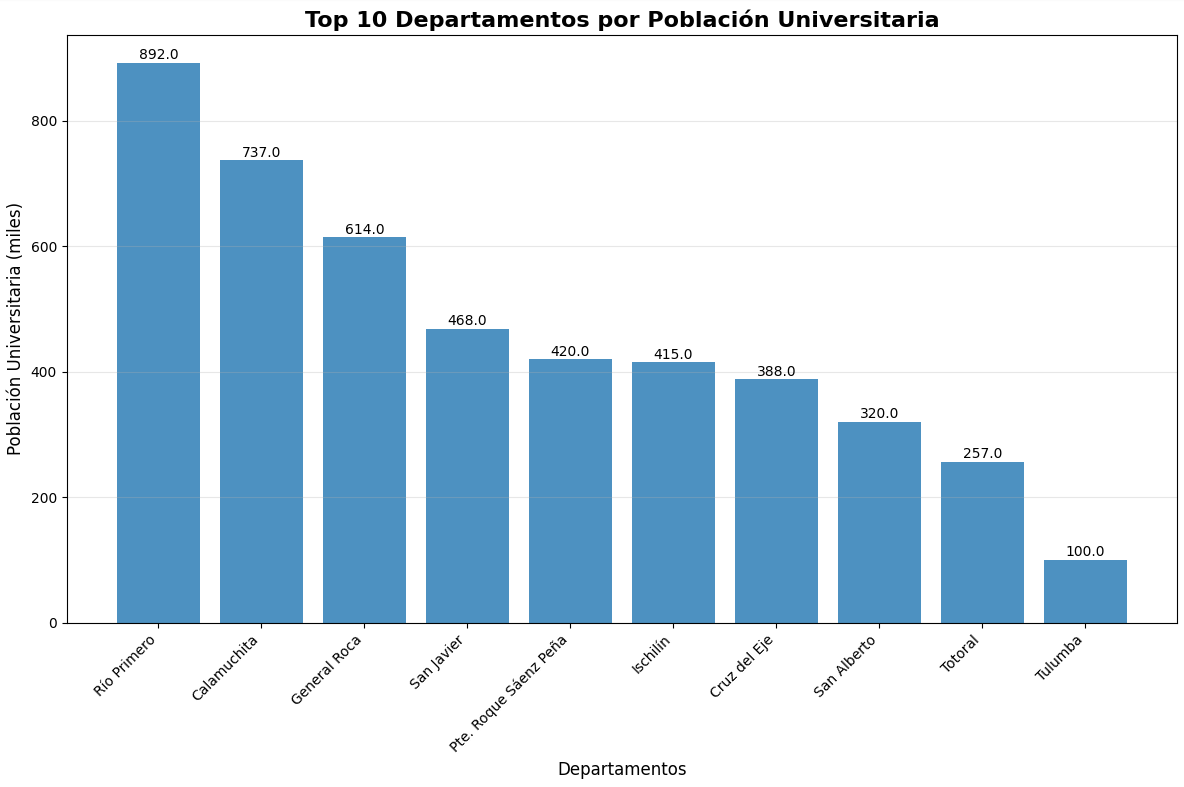 Top 10 Departamentos por Población Universitaria
Población Universitaria (miles)
800
600
400
200
0
892.0
737.0
614.0
468.0
420.0
415.0
388.0
320.0
257.0
100.0
Río Primero
Calamuchita
General Roca
San Javier
Pte. Roque Sáenz Peña
Ischilín
Cruz del Eje
San Alberto
Totoral
Tulumba
Departamentos